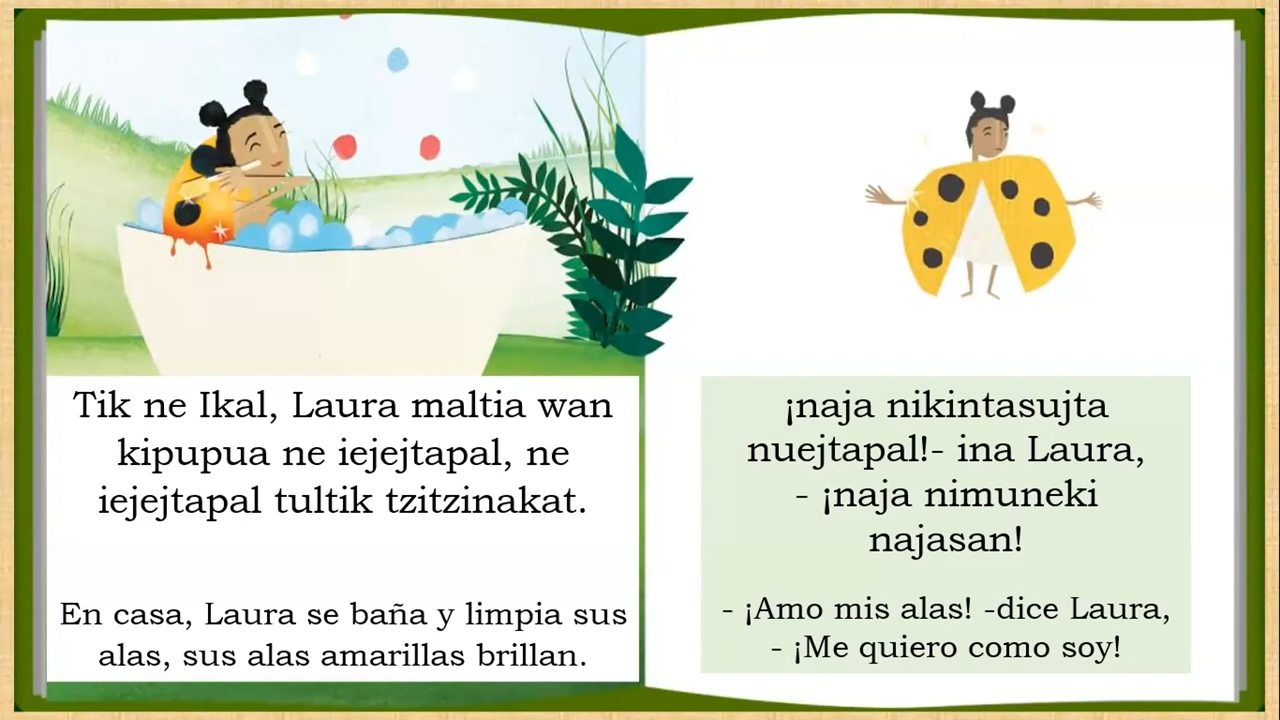 Tik ne Ikal, Laura maltia wan
kipupua ne iejejtapal, ne
iejejtapal tultik tzitzinakat.
En casa, Laura se baña y limpia sus
alas, sus alas amarillas brillan.
¡naja nikintasujta
nuejtapal!- ina Laura,
- ¡naja nimuneki
najasan!
- ¡Amo mis alas! -dice Laura,
- ¡Me quiero como soy!